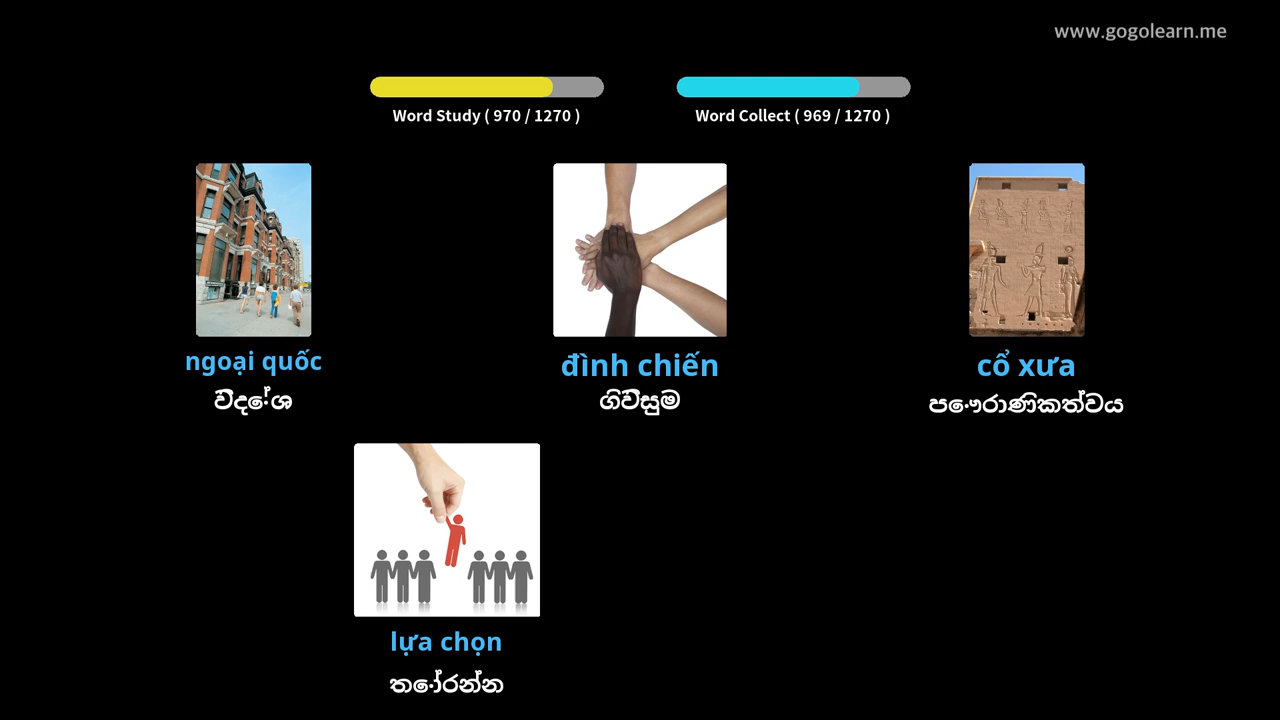 www.gogolearn.me
Word Study ( 970 / 1270 )
Word Collect ( 969 / 1270 )
ngoại quốc
විදේශ
đình chiến
ගිවිසුම
cổ xưa
පෞරාණිකත්වය
lựa chọn
තෝරන්න